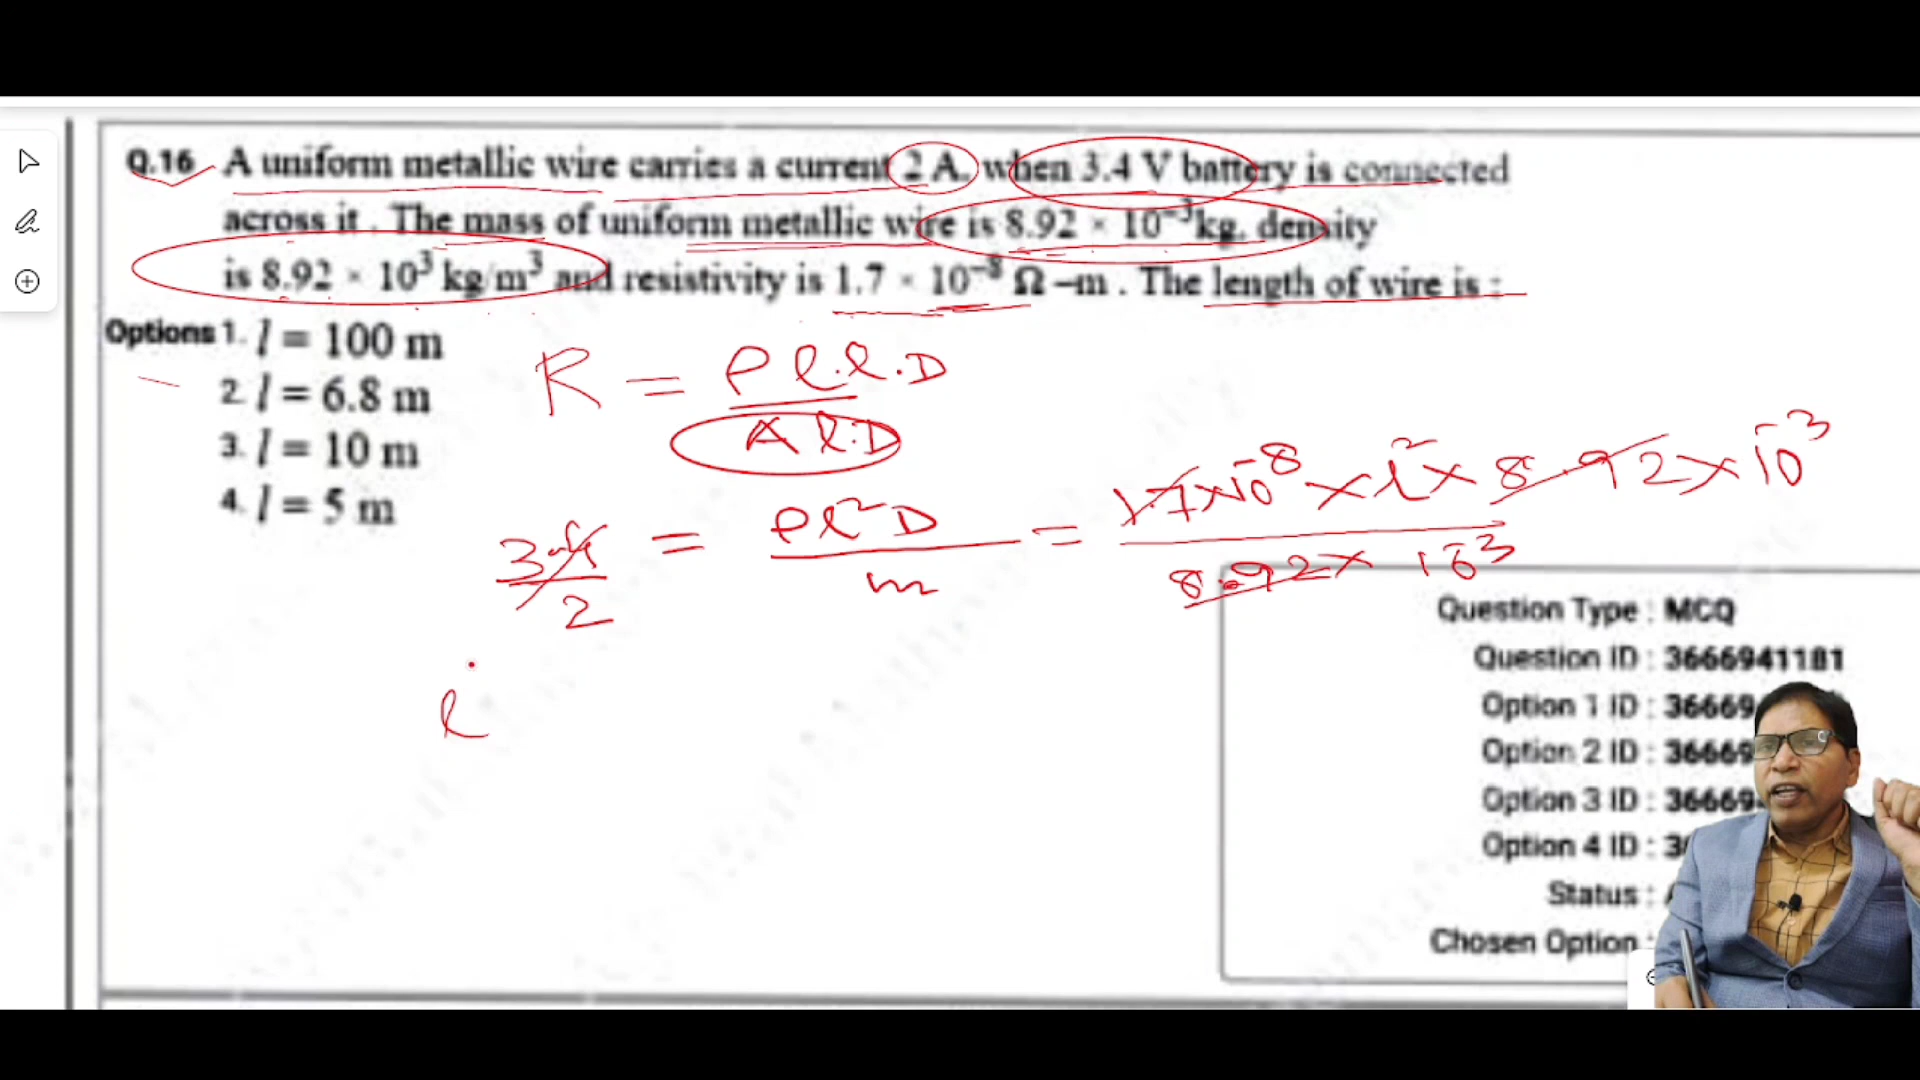 Q.16 A uniform metallic wire carries a current 2 A. when 3.4 V battery is connected
across it . The mass of uniform metallic wire is 8.92 × 10⁻³ kg. density
is 8.92 × 10³ kg/m³ and resistivity is 1.7 × 10⁻⁸ Ω –m . The length of wire is :
Options 1. l = 100 m
2. l = 6.8 m
3. l = 10 m
4. l = 5 m
R = ρ l.l.D / A l.D
3.4 / 2 = ρl²D / m = 1.7×10⁻⁸ × l² × 8.92 × 10³ / 8.92 × 10⁻³
l
Question Type : MCQ
Question ID : 3666941181
Option 1 ID : 36669
Option 2 ID : 36669
Option 3 ID : 36669
Option 4 ID : 3
Status :
Chosen Option :